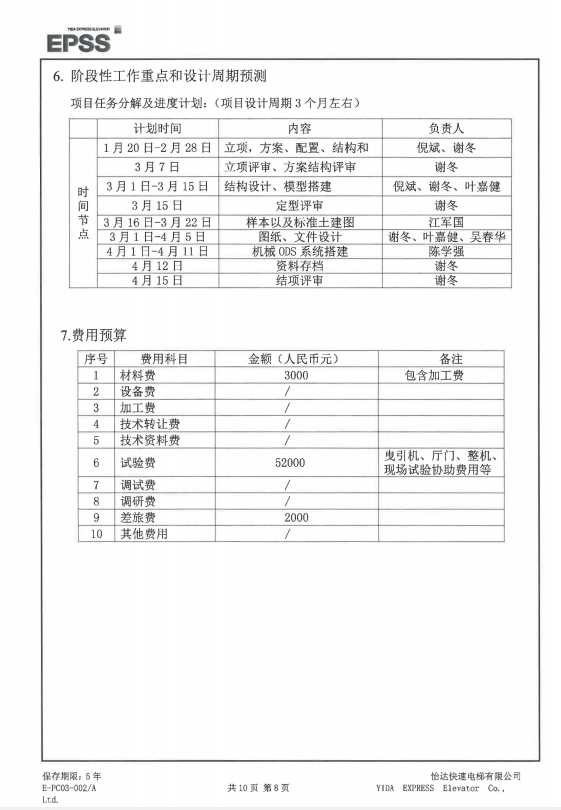 YIDA EXPRESS ELEVATOR
EPSS
6. 阶段性工作重点和设计周期预测
项目任务分解及进度计划：（项目设计周期 3 个月左右）
计划时间 内容 负责人
时间节点
1 月 20 日-2 月 28 日 立项，方案、配置、结构和 倪斌、谢冬
3 月 7 日 立项评审、方案结构评审 谢冬
3 月 1 日-3 月 15 日 结构设计、模型搭建 倪斌、谢冬、叶嘉健
3 月 15 日 定型评审 谢冬
3 月 16 日-3 月 22 日 样本以及标准土建图 江军国
3 月 1 日-4 月 5 日 图纸、文件设计 谢冬、叶嘉健、吴春华
4 月 1 日-4 月 11 日 机械 ODS 系统搭建 陈学强
4 月 12 日 资料存档 谢冬
4 月 15 日 结项评审 谢冬
7.费用预算
序号 费用科目 金额（人民币元） 备注
1 材料费 3000 包含加工费
2 设备费 /
3 加工费 /
4 技术转让费 /
5 技术资料费 /
6 试验费 52000 曳引机、厅门、整机、
现场试验协助费用等
7 调试费 /
8 调研费 /
9 差旅费 2000
10 其他费用 /
保存期限：5 年 怡达快速电梯有限公司
E-PC03-002/A 共 10 页 第 8 页 YIDA EXPRESS Elevator Co.,
Ltd.